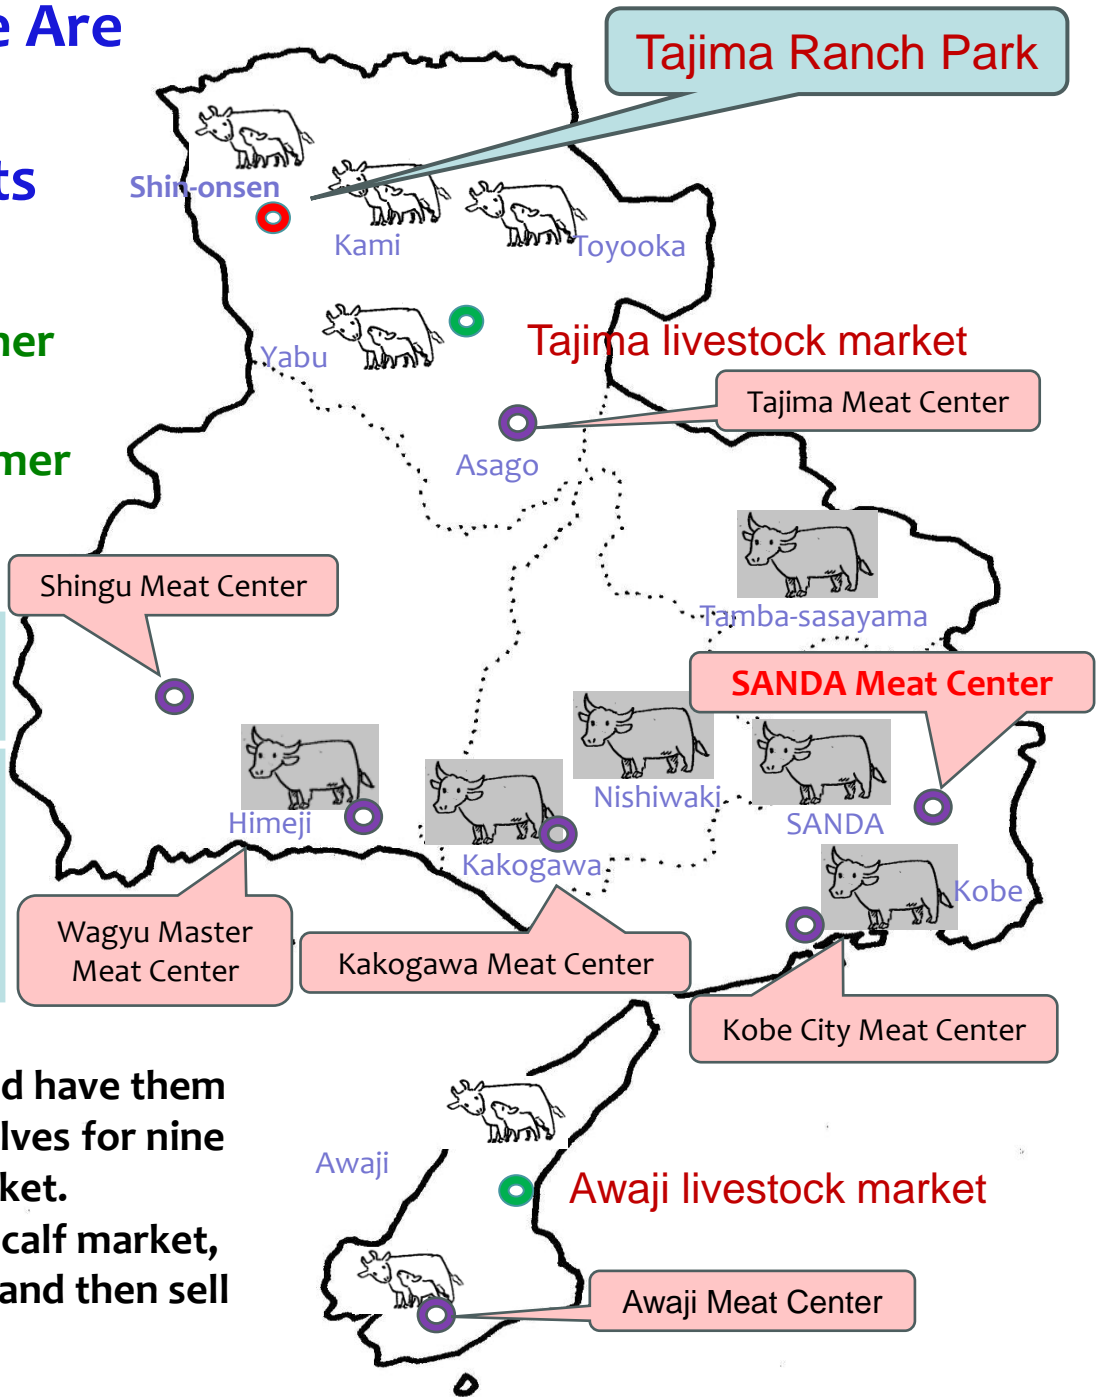 e Are
Tajima Ranch Park
ts
Shin-onsen
Kami
Toyooka
ner
Tajima livestock market
Yabu
Tajima Meat Center
mer
Asago
Shingu Meat Center
Tamba-sasayama
SANDA Meat Center
Nishiwaki
Himeji
SANDA
Kakogawa
Kobe
Wagyu Master
Meat Center
Kakogawa Meat Center
Kobe City Meat Center
d have them
lves for nine
ket.
calf market,
and then sell
Awaji
Awaji livestock market
Awaji Meat Center